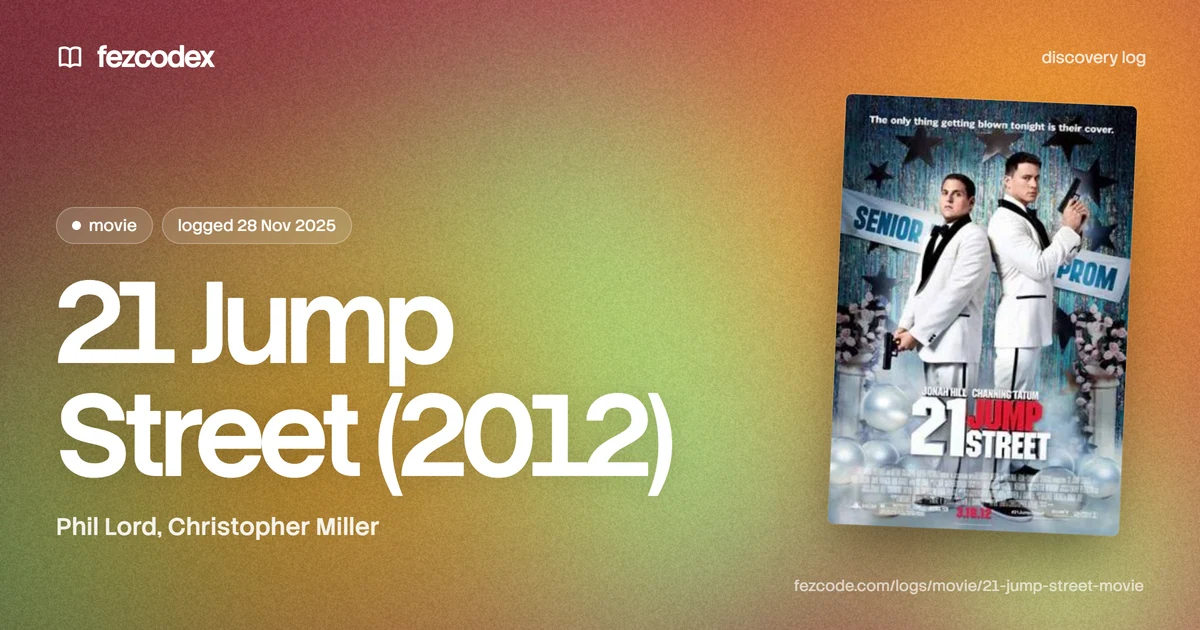 fezcodex
discovery log
movie
logged 28 Nov 2025
21 Jump
Street (2012)
Phil Lord, Christopher Miller
The only thing getting blown tonight is their cover.
SENIOR
PROM
JONAH HILL CHANNING TATUM
21 JUMP
STREET
3.16.12
fezcode.com/logs/movie/21-jump-street-movie